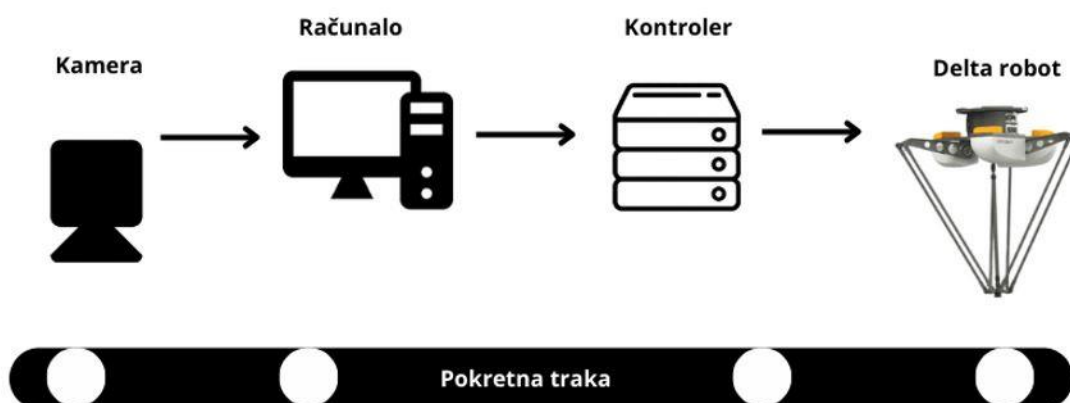 Kamera
Računalo
Kontroler
Delta robot
Pokretna traka